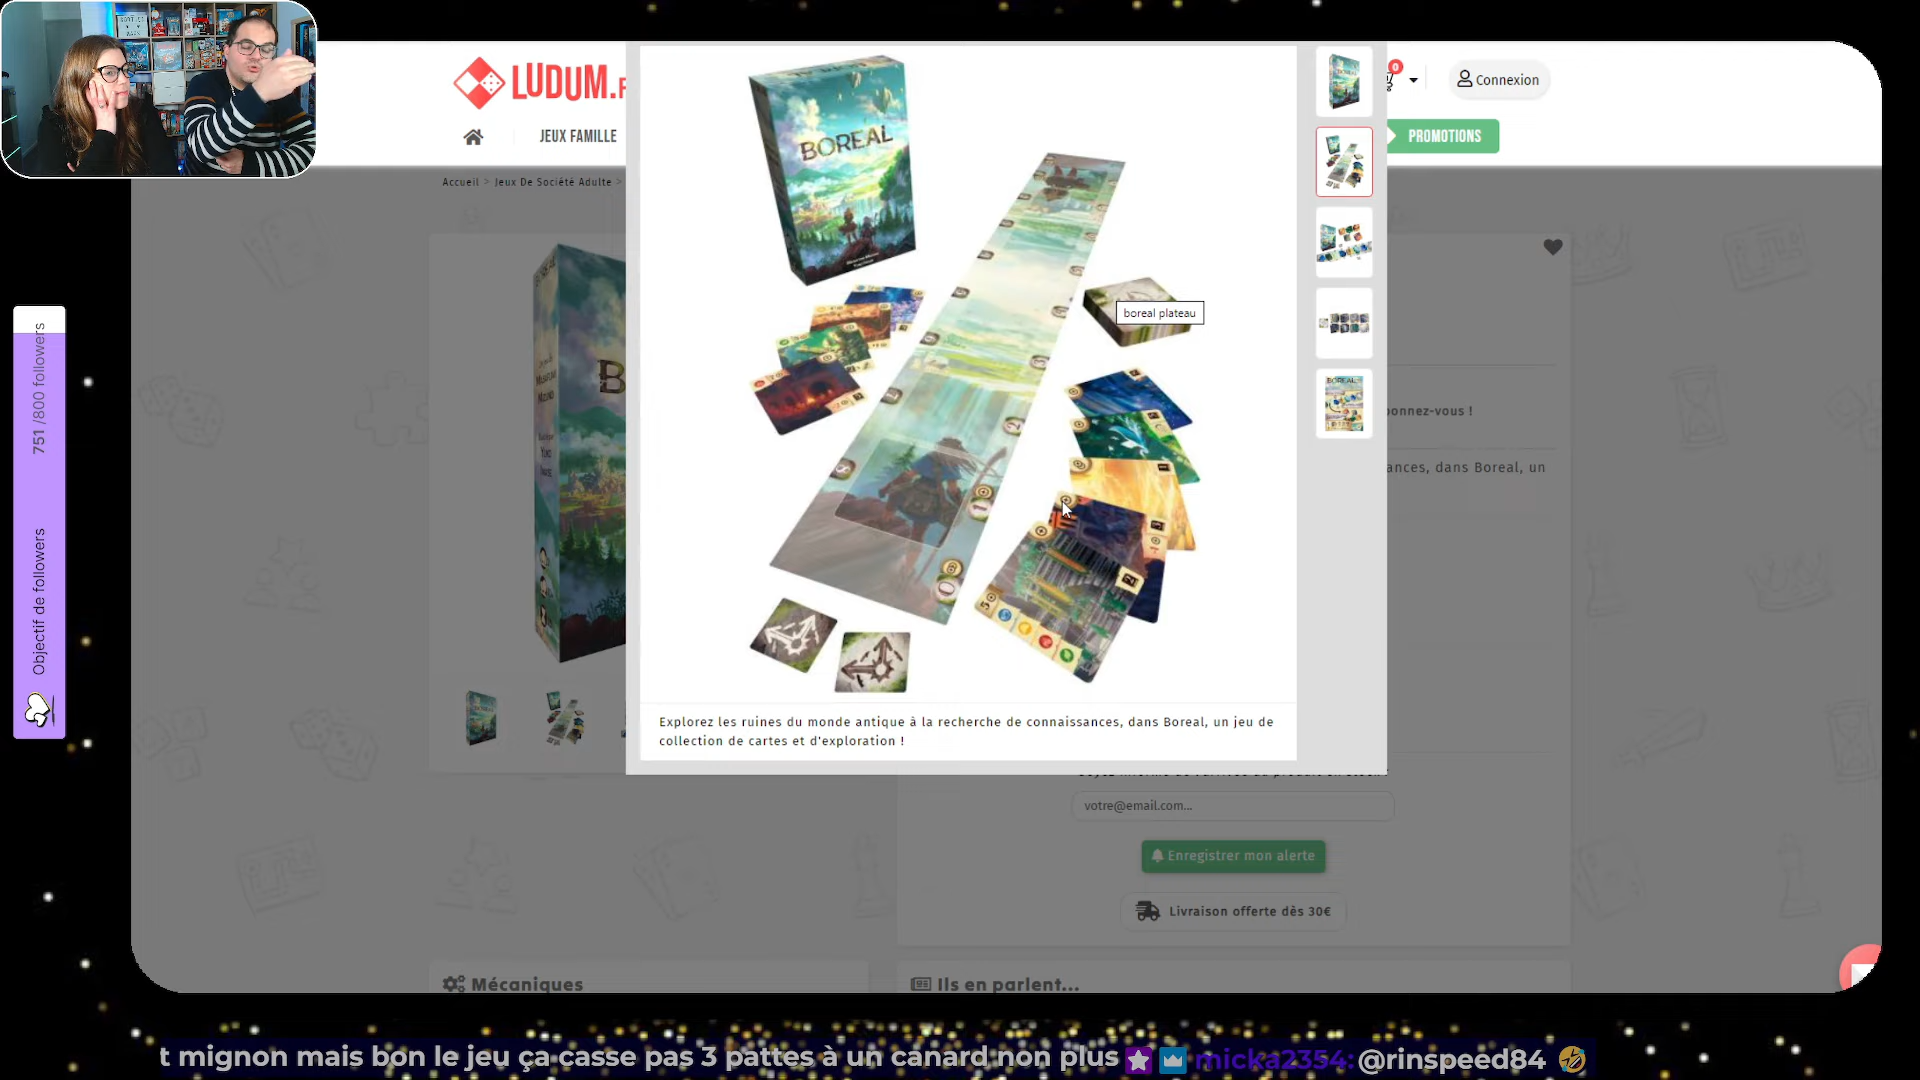 LUDUM.F
0
Connexion
JEUX FAMILLE
PROMOTIONS
Accueil > Jeux De Société Adulte >
BOREAL
BOREAL
boreal plateau
onnez-vous !
ances, dans Boreal, un
751 /800 followers
Objectif de followers
Explorez les ruines du monde antique à la recherche de connaissances, dans Boreal, un jeu de
collection de cartes et d'exploration !
votre@email.com...
Enregistrer mon alerte
Livraison offerte dès 30€
Mécaniques
Ils en parlent...
t mignon mais bon le jeu ça casse pas 3 pattes à un canard non plus micka2354: @rinspeed84